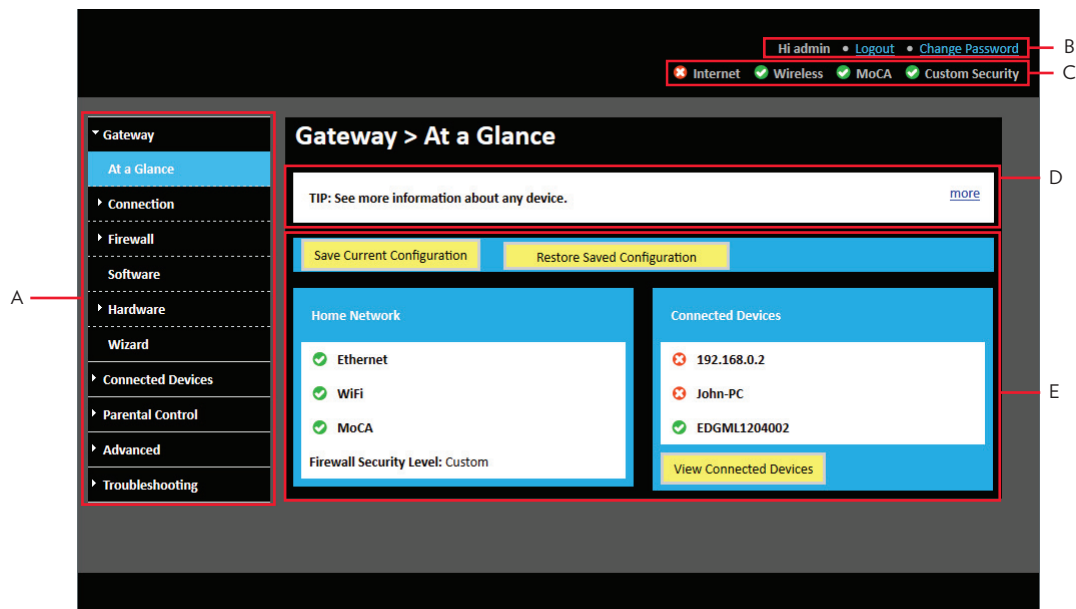 Hi admin • Logout • Change Password
B
Internet Wireless MoCA Custom Security
C
A
Gateway
At a Glance
Connection
Firewall
Software
Hardware
Wizard
Connected Devices
Parental Control
Advanced
Troubleshooting
Gateway > At a Glance
D
TIP: See more information about any device.
more
Save Current Configuration
Restore Saved Configuration
Home Network
Ethernet
WiFi
MoCA
Firewall Security Level: Custom
Connected Devices
192.168.0.2
John-PC
EDGML1204002
View Connected Devices
E